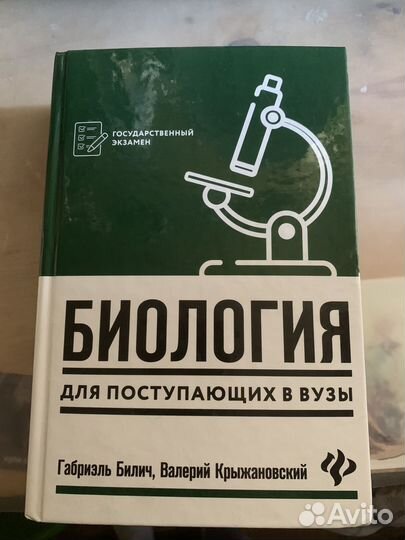 ГОСУДАРСТВЕННЫЙ
ЭКЗАМЕН
БИОЛОГИЯ
ДЛЯ ПОСТУПАЮЩИХ В ВУЗЫ
Габриэль Билич, Валерий Крыжановский
Avito